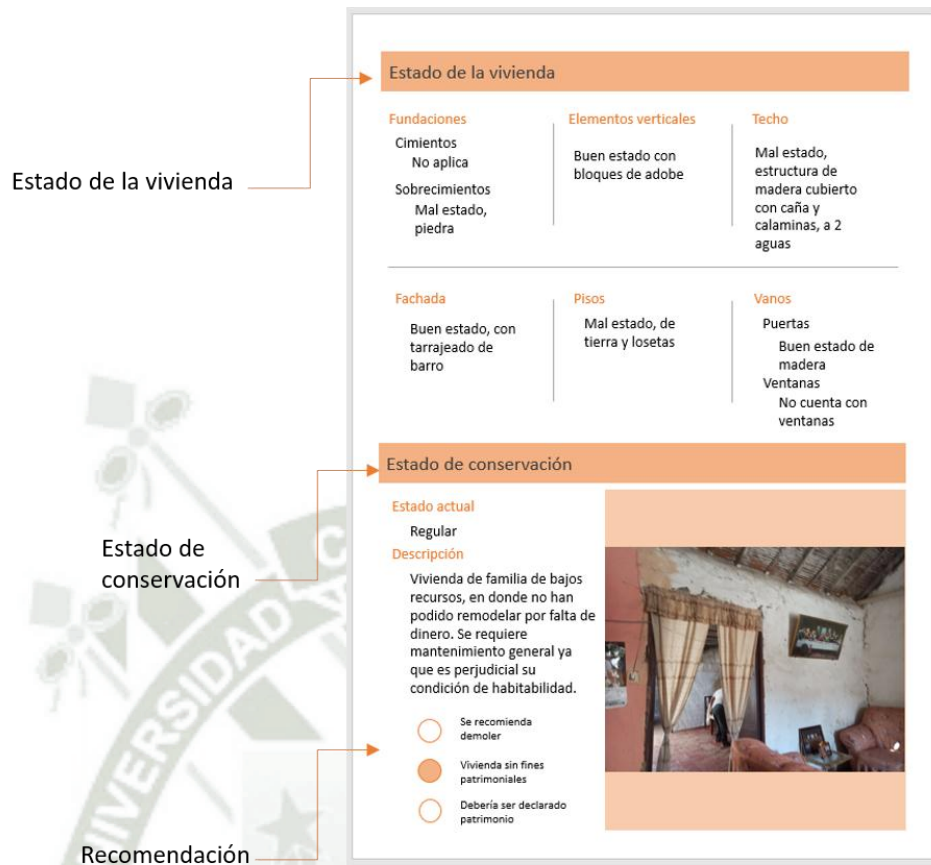 Estado de la vivienda
Estado de la vivienda
Fundaciones
Cimientos
No aplica
Sobrecimientos
Mal estado,
piedra
Elementos verticales
Buen estado con
bloques de adobe
Techo
Mal estado,
estructura de
madera cubierto
con caña y
calaminas, a 2
aguas
Fachada
Buen estado, con
tarrajeado de
barro
Pisos
Mal estado, de
tierra y losetas
Vanos
Puertas
Buen estado de
madera
Ventanas
No cuenta con
ventanas
Estado de
conservación
Estado de conservación
Estado actual
Regular
Descripción
Vivienda de familia de bajos
recursos, en donde no han
podido remodelar por falta de
dinero. Se requiere
mantenimiento general ya
que es perjudicial su
condición de habitabilidad.
Se recomienda
demoler
Vivienda sin fines
patrimoniales
Debería ser declarado
patrimonio
Recomendación
UNIVERSIDAD C